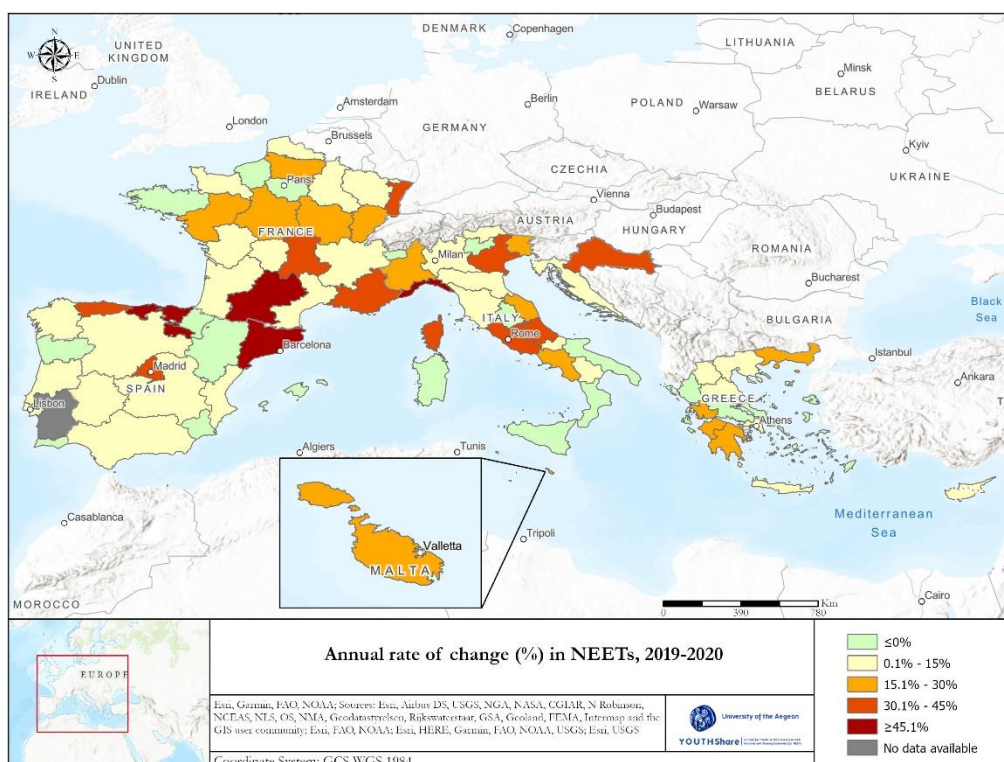 N
W E
S
DENMARK
Copenhagen
UNITED
KINGDOM
LITHUANIA
Dublin
Minsk
IRELAND
BELARUS
Amsterdam
Berlin
POLAND
Warsaw
London
GERMANY
Brussels
Kyiv
CZECHIA
UKRAINE
Paris
Vienna
Budapest
AUSTRIA
HUNGARY
FRANCE
Milan
ROMANIA
Bucharest
Black
Sea
ITALY
BULGARIA
Rome
Barcelona
Istanbul
Madrid
Ankara
SPAIN
T
Lisbon
GREECE
Athens
Algiers
Tunis
Casablanca
Valletta
MALTA
Mediterranean
Sea
Tripoli
MOROCCO
Cairo
Km
0 390 780
EUROPE
Annual rate of change (%) in NEETs, 2019-2020
Esri, Garmin, FAO, NOAA; Sources: Esri, Airbus DS, USGS, NGA, NASA, CGIAR, N Robinson,
NCEAS, NLS, OS, NMA, Geodatastyrelsen, Rijkswaterstaat, GSA, Geoland, FEMA, Intermap and the
GIS user community; Esri, FAO, NOAA; Esri, HERE, Garmin, FAO, NOAA, USGS; Esri, USGS
Coordinate System: GCS WGS 1984
University of the Aegean
YOUTHShare
≤0%
0.1% - 15%
15.1% - 30%
30.1% - 45%
≥45.1%
No data available